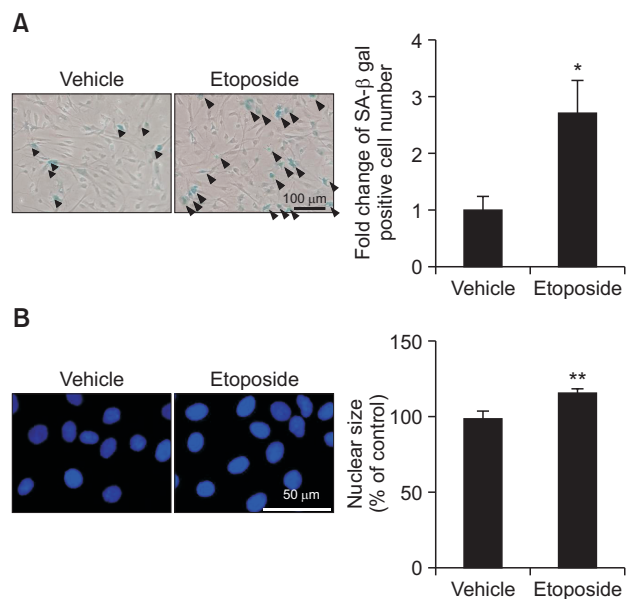 A
Vehicle
Etoposide
100 μm
Fold change of SA-β gal
positive cell number
4
3
2
1
0
*
Vehicle
Etoposide
B
Vehicle
Etoposide
50 μm
Nuclear size
(% of control)
150
100
50
0
**
Vehicle
Etoposide